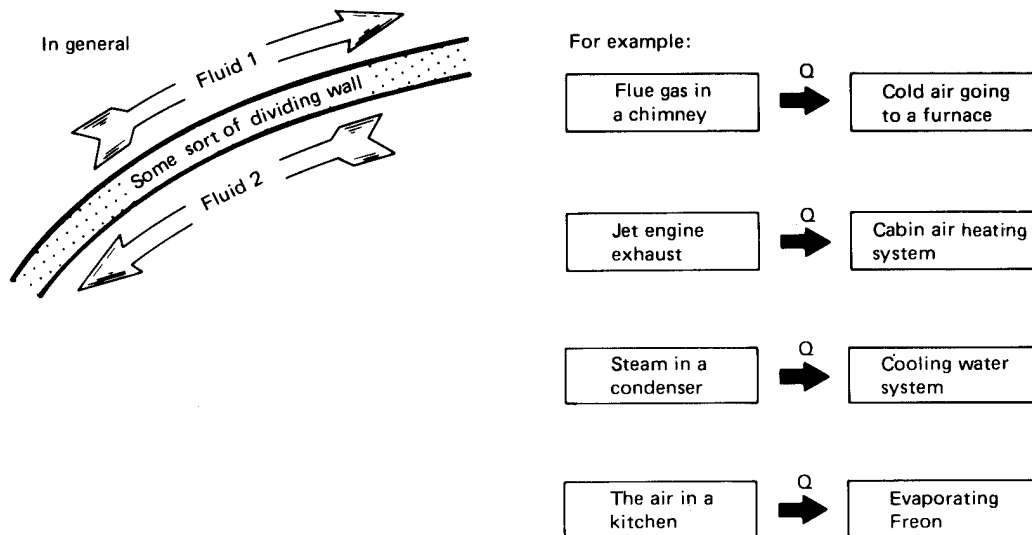 In general
Fluid 1
Some sort of dividing wall
Fluid 2
For example:
Flue gas in
a chimney
Q
Cold air going
to a furnace
Jet engine
exhaust
Q
Cabin air heating
system
Steam in a
condenser
Q
Cooling water
system
The air in a
kitchen
Q
Evaporating
Freon